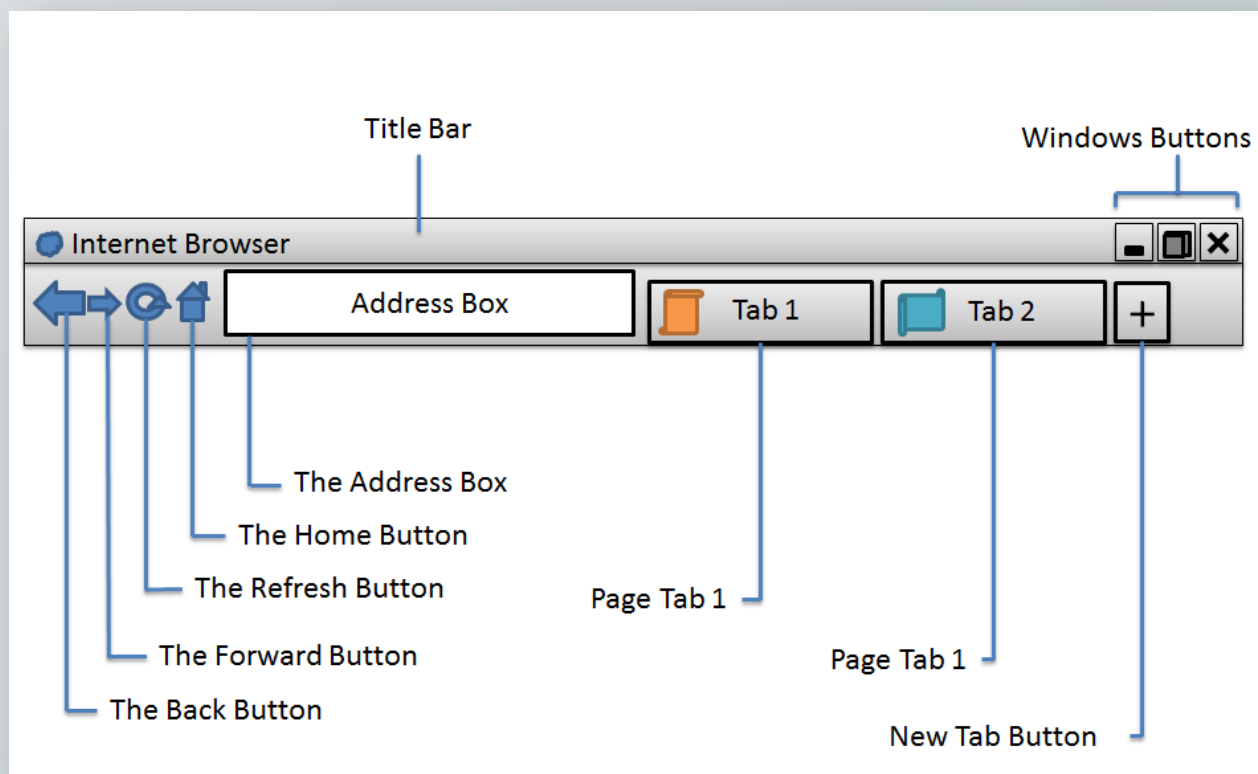 Title Bar
Windows Buttons
Internet Browser
Address Box
Tab 1
Tab 2
+
The Address Box
The Home Button
The Refresh Button
Page Tab 1
The Forward Button
Page Tab 1
The Back Button
New Tab Button